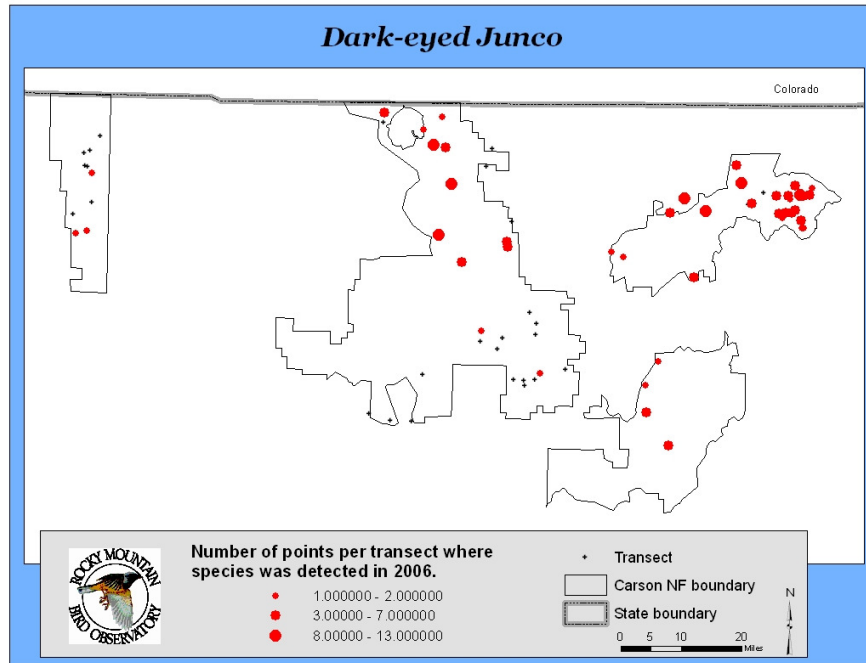 Dark-eyed Junco
Colorado
ROCKY MOUNTAIN
BIRD OBSERVATORY
Number of points per transect where
species was detected in 2006.
1.000000 - 2.000000
3.00000 - 7.000000
8.00000 - 13.000000
Transect
Carson NF boundary
State boundary
0 5 10 20
Miles
N